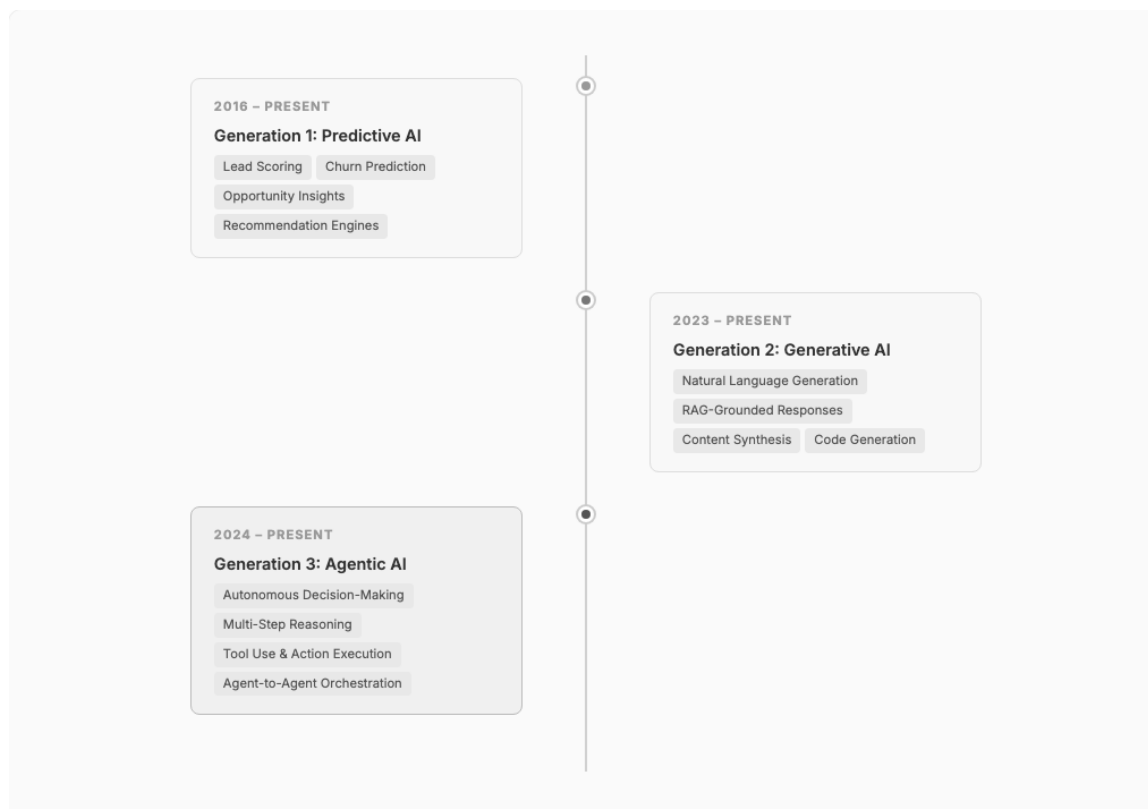 2016 – PRESENT
Generation 1: Predictive AI
Lead Scoring Churn Prediction
Opportunity Insights
Recommendation Engines
2023 – PRESENT
Generation 2: Generative AI
Natural Language Generation
RAG-Grounded Responses
Content Synthesis Code Generation
2024 – PRESENT
Generation 3: Agentic AI
Autonomous Decision-Making
Multi-Step Reasoning
Tool Use & Action Execution
Agent-to-Agent Orchestration